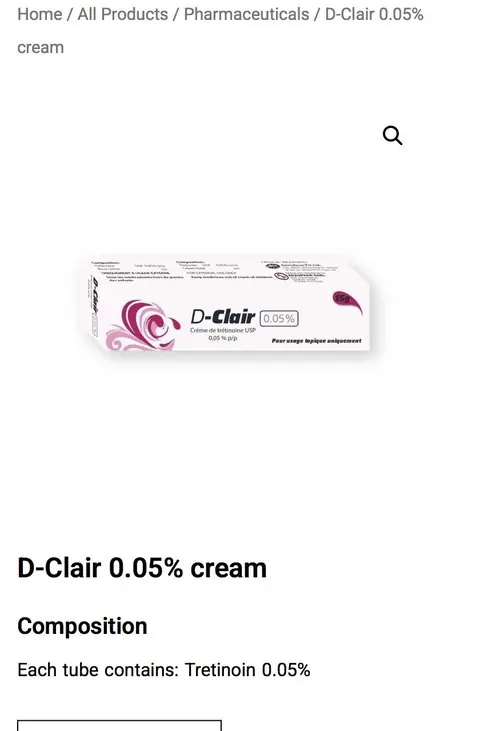 Home / All Products / Pharmaceuticals / D-Clair 0.05%
cream
D-Clair 0.05%
Crème de trétinoïne USP
0,05 % p/p
15g
Pour usage topique uniquement
D-Clair
D-Clair 0.05% cream
Composition
Each tube contains: Tretinoin 0.05%